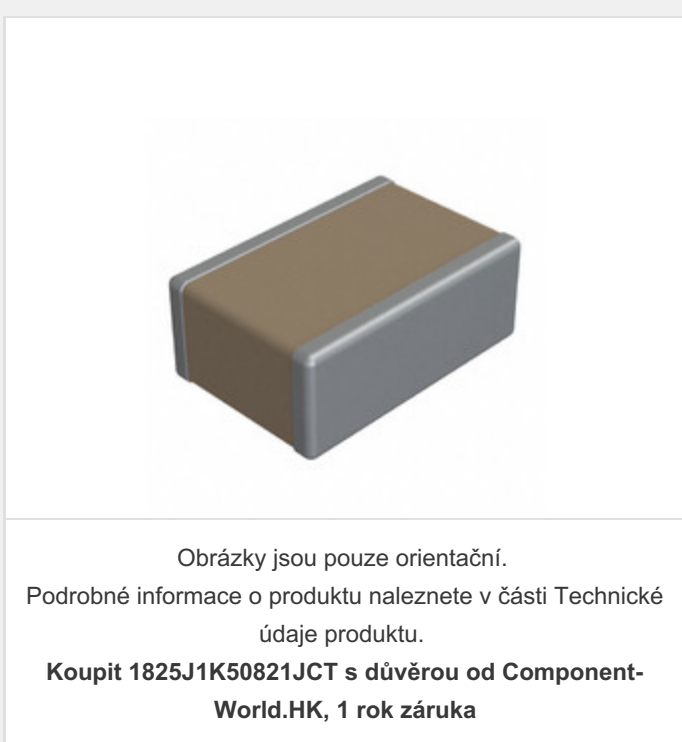 Obrázky jsou pouze orientační.
Podrobné informace o produktu naleznete v části Technické
údaje produktu.
Koupit 1825J1K50821JCT s důvěrou od Component-
World.HK, 1 rok záruka